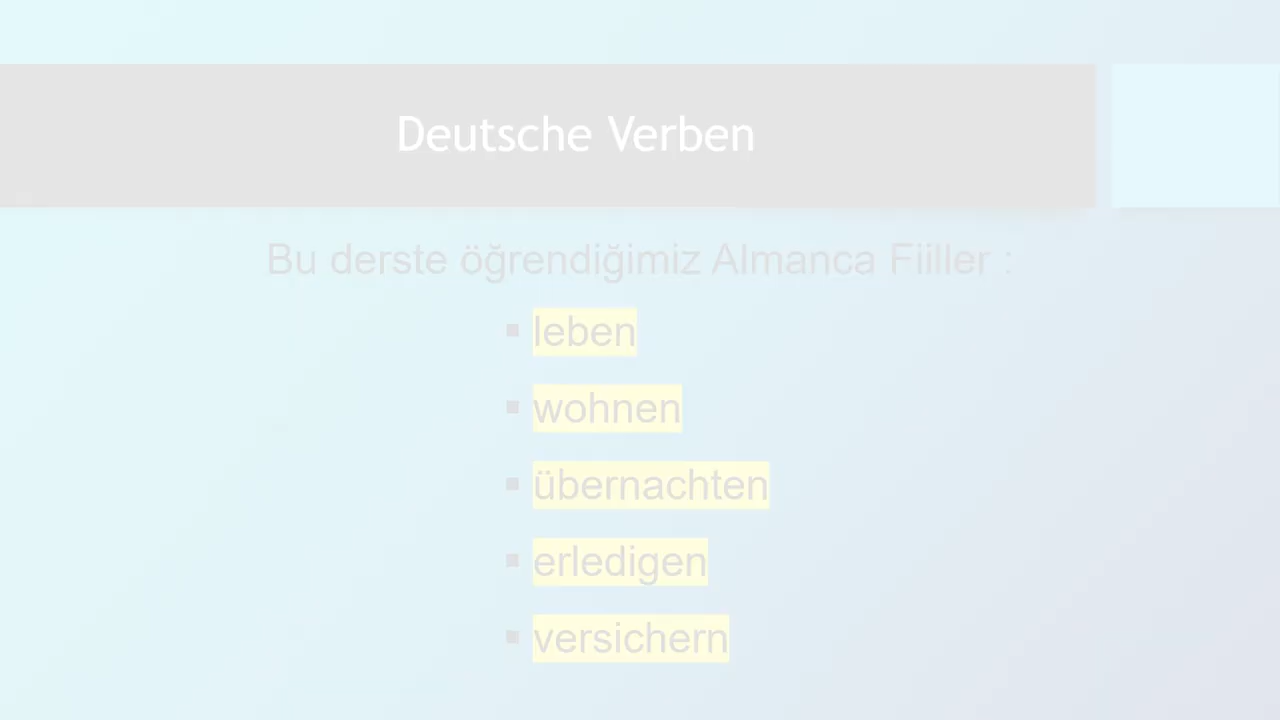 Deutsche Verben
Bu derste öğrendiğimiz Almanca Fiiller :
▪ leben
▪ wohnen
▪ übernachten
▪ erledigen
▪ versichern